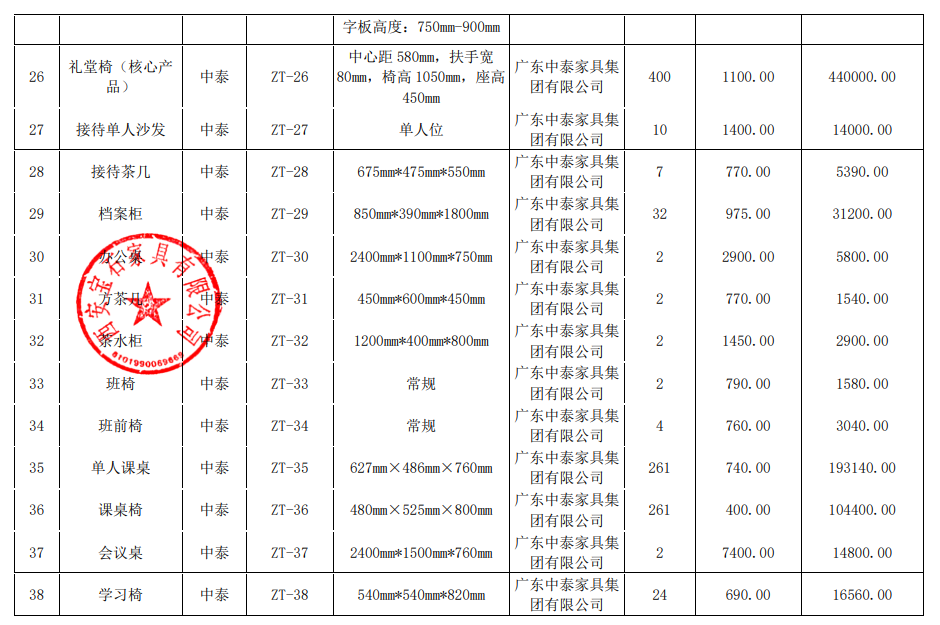 字板高度：750mm-900mm
26 礼堂椅（核心产品） 中泰 ZT-26 中心距 580mm，扶手宽 80mm，椅高 1050mm，座高 450mm 广东中泰家具集团有限公司 400 1100.00 440000.00
27 接待单人沙发 中泰 ZT-27 单人位 广东中泰家具集团有限公司 10 1400.00 14000.00
28 接待茶几 中泰 ZT-28 675mm*475mm*550mm 广东中泰家具集团有限公司 7 770.00 5390.00
29 档案柜 中泰 ZT-29 850mm*390mm*1800mm 广东中泰家具集团有限公司 32 975.00 31200.00
30 办公桌 中泰 ZT-30 2400mm*1100mm*750mm 广东中泰家具集团有限公司 2 2900.00 5800.00
31 方茶几 中泰 ZT-31 450mm*600mm*450mm 广东中泰家具集团有限公司 2 770.00 1540.00
32 茶水柜 中泰 ZT-32 1200mm*400mm*800mm 广东中泰家具集团有限公司 2 1450.00 2900.00
33 班椅 中泰 ZT-33 常规 广东中泰家具集团有限公司 2 790.00 1580.00
34 班前椅 中泰 ZT-34 常规 广东中泰家具集团有限公司 4 760.00 3040.00
35 单人课桌 中泰 ZT-35 627mm×486mm×760mm 广东中泰家具集团有限公司 261 740.00 193140.00
36 课桌椅 中泰 ZT-36 480mm×525mm×800mm 广东中泰家具集团有限公司 261 400.00 104400.00
37 会议桌 中泰 ZT-37 2400mm*1500mm*760mm 广东中泰家具集团有限公司 2 7400.00 14800.00
38 学习椅 中泰 ZT-38 540mm*540mm*820mm 广东中泰家具集团有限公司 24 690.00 16560.00
西安宝石家具有限公司
6101990069669